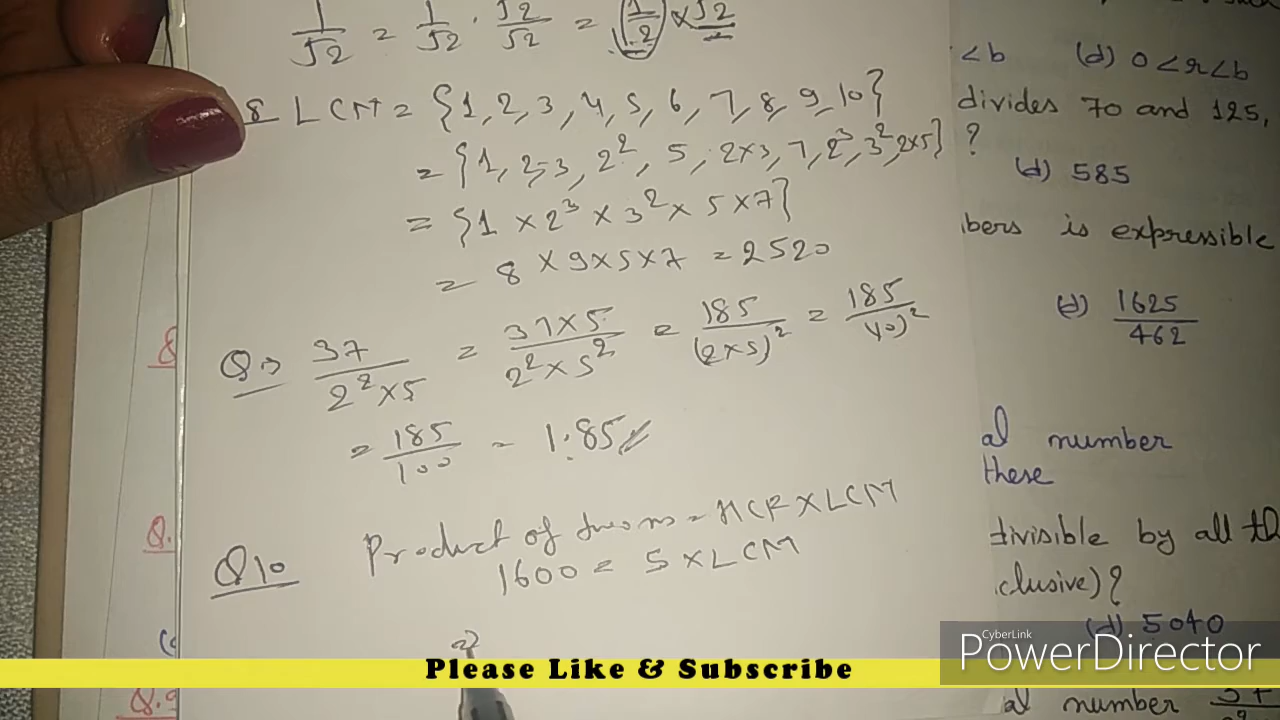 1/√2 = 1/√2 · √2/√2 = (1/2) × √2
8 LCM = {1, 2, 3, 4, 5, 6, 7, 8, 9, 10}
= {1, 2, 3, 2², 5, 2×3, 7, 2³, 3², 2×5}
= {1 × 2³ × 3² × 5 × 7}
= 8 × 9 × 5 × 7 = 2520
37/2²×5 = 37×5/2²×5² = 185/(2×5)² = 185/(10)²
= 185/100 = 1.85
Q10 Product of two nos = HCF × LCM
1600 = 5 × LCM
<b (d) 0<r<b
divides 70 and 125,
?
(d) 585
bers is expressible
(d) 1625/462
al number
these
divisible by all th
clusive)?
(d) 5040
al number
Q.
Please Like & Subscribe
CyberLink
PowerDirector